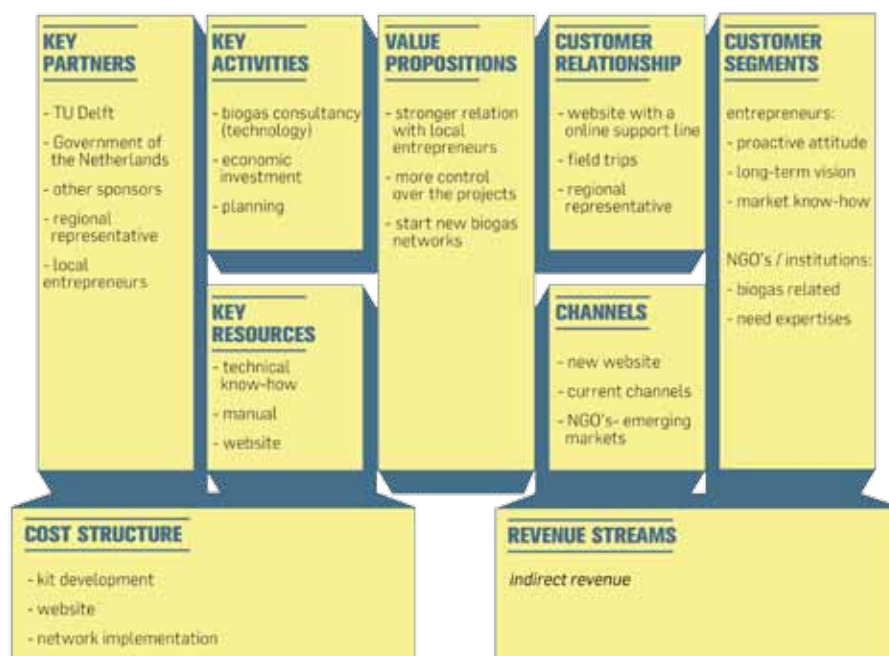 KEY
PARTNERS
- TU Delft
- Government of
the Netherlands
- other sponsors
- regional
representative
- local
entrepreneurs
KEY
ACTIVITIES
- biogas consultancy
(technology)
- economic
investment
- planning
KEY
RESOURCES
- technical
know-how
- manual
- website
VALUE
PROPOSITIONS
- stronger relation
with local
entrepreneurs
- more control
over the projects
- start new biogas
networks
CUSTOMER
RELATIONSHIP
- website with a
online support line
- field trips
- regional
representative
CHANNELS
- new website
- current channels
- NGO's- emerging
markets
CUSTOMER
SEGMENTS
entrepreneurs:
- proactive attitude
- long-term vision
- market know-how
NGO's / institutions:
- biogas related
- need expertises
COST STRUCTURE
- kit development
- website
- network implementation
REVENUE STREAMS
indirect revenue